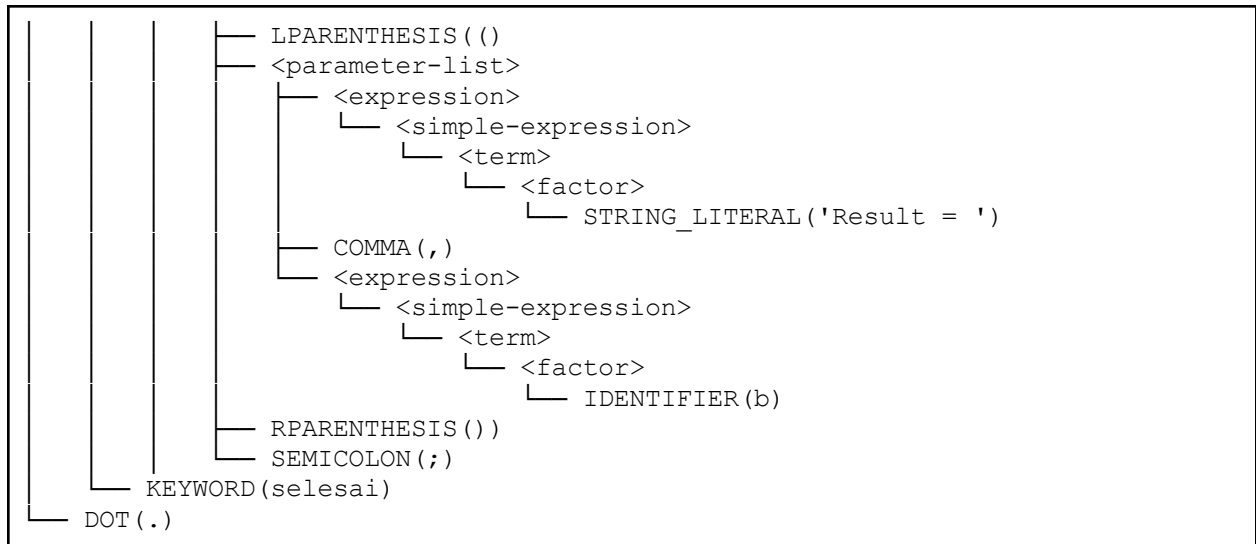 LPARENTHESIS(()
<parameter-list>
<expression>
<simple-expression>
<term>
<factor>
STRING_LITERAL('Result = ')
COMMA(,)
<expression>
<simple-expression>
<term>
<factor>
IDENTIFIER(b)
RPARENTHESIS())
SEMICOLON(;)
KEYWORD(selesai)
DOT(.)